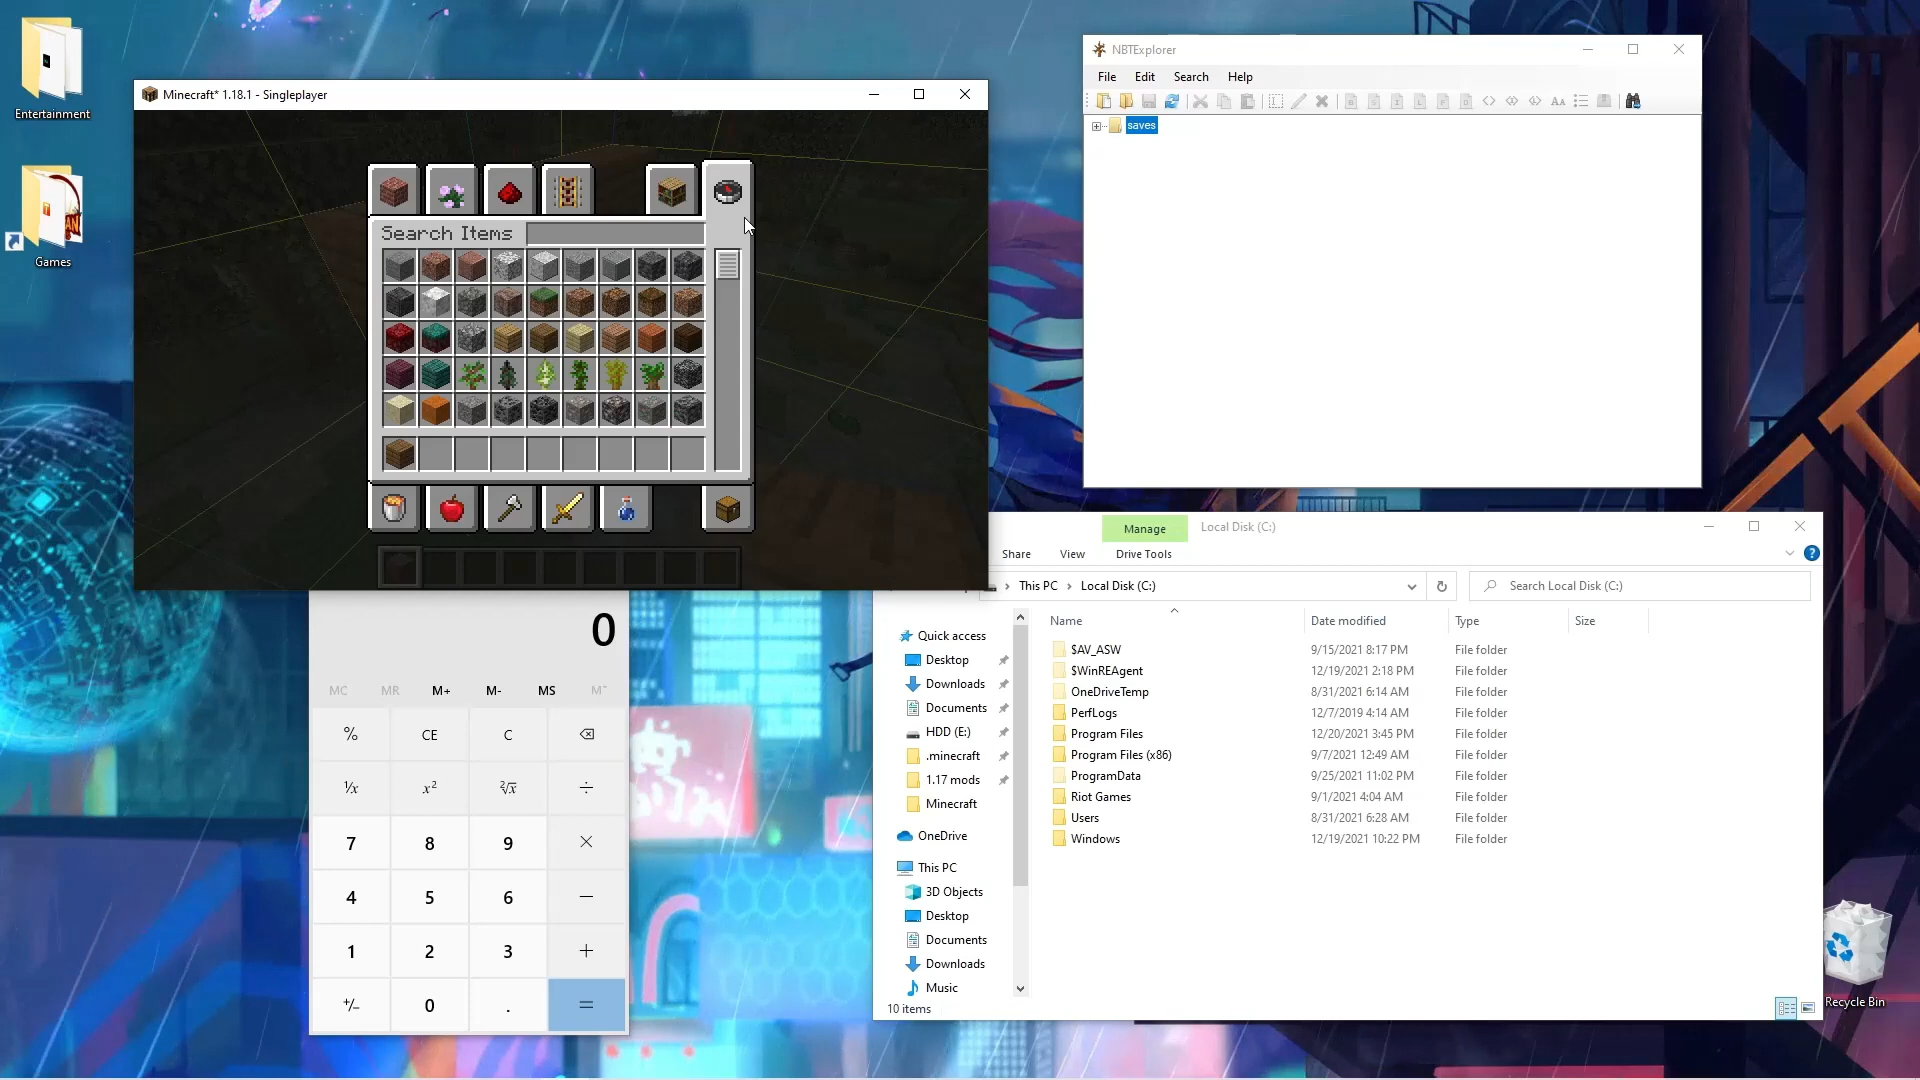 Entertainment
Games
Minecraft* 1.18.1 - Singleplayer
Search Items
NBTExplorer
File Edit Search Help
saves
0
MC MR M+ M- MS M˅
% CE C
⅟x x² ²√x ÷
7 8 9 ×
4 5 6 −
1 2 3 +
+/− 0 . =
Manage Local Disk (C:)
Share View Drive Tools
This PC Local Disk (C:) Search Local Disk (C:)
Quick access
Desktop
Downloads
Documents
HDD (E:)
.minecraft
1.17 mods
Minecraft
OneDrive
This PC
3D Objects
Desktop
Documents
Downloads
Music
Name Date modified Type Size
$AV_ASW 9/15/2021 8:17 PM File folder
$WinREAgent 12/19/2021 2:18 PM File folder
OneDriveTemp 8/31/2021 6:14 AM File folder
PerfLogs 12/7/2019 4:14 AM File folder
Program Files 12/20/2021 3:45 PM File folder
Program Files (x86) 9/7/2021 12:49 AM File folder
ProgramData 9/25/2021 11:02 PM File folder
Riot Games 9/1/2021 4:04 AM File folder
Users 8/31/2021 6:28 AM File folder
Windows 12/19/2021 10:22 PM File folder
10 items
Recycle Bin